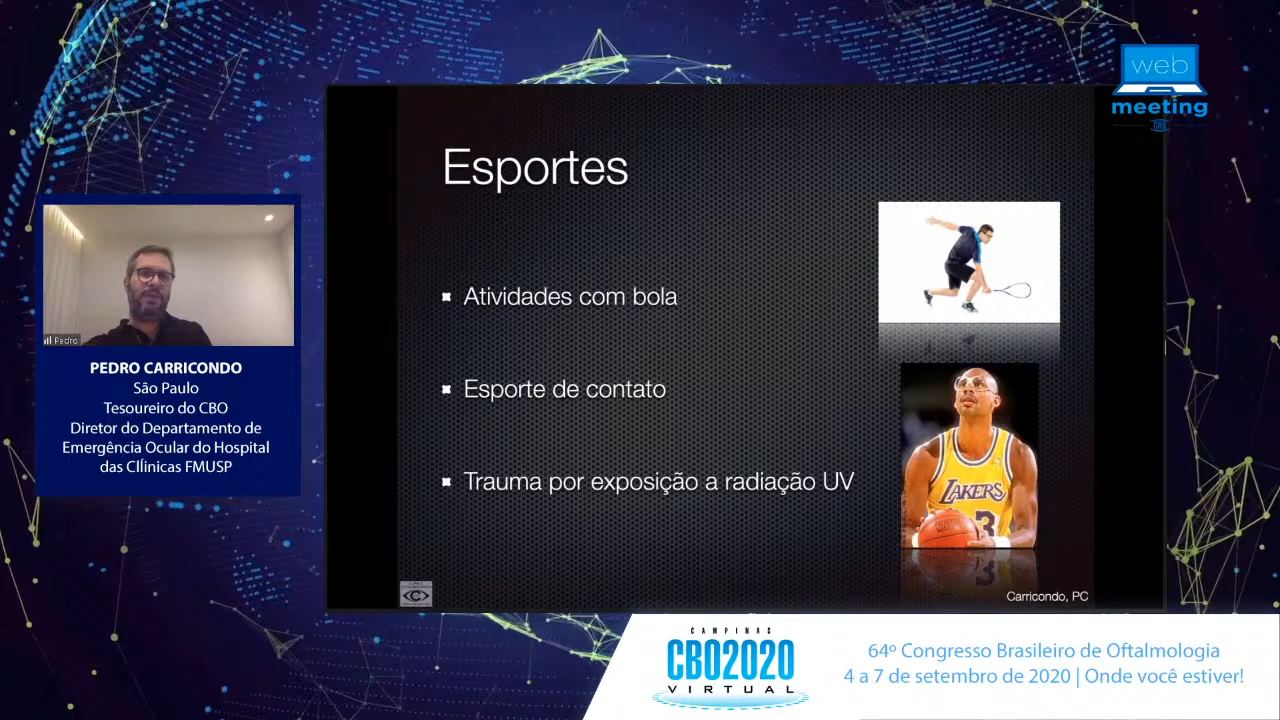 web
meeting
Esportes
Atividades com bola
Esporte de contato
Trauma por exposição a radiação UV
LAKERS
3
Carricondo, PC
Pedro
PEDRO CARRICONDO
São Paulo
Tesoureiro do CBO
Diretor do Departamento de
Emergência Ocular do Hospital
das ClÍinicas FMUSP
CAMPINAS
CBO2020
VIRTUAL
64º Congresso Brasileiro de Oftalmologia
4 a 7 de setembro de 2020 | Onde você estiver!